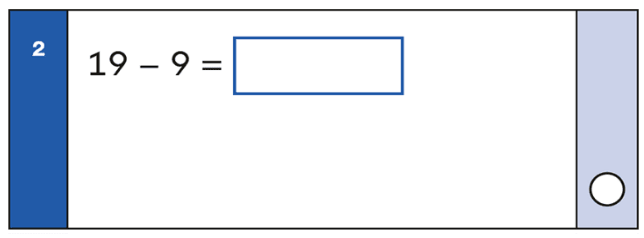 2
19 – 9 =